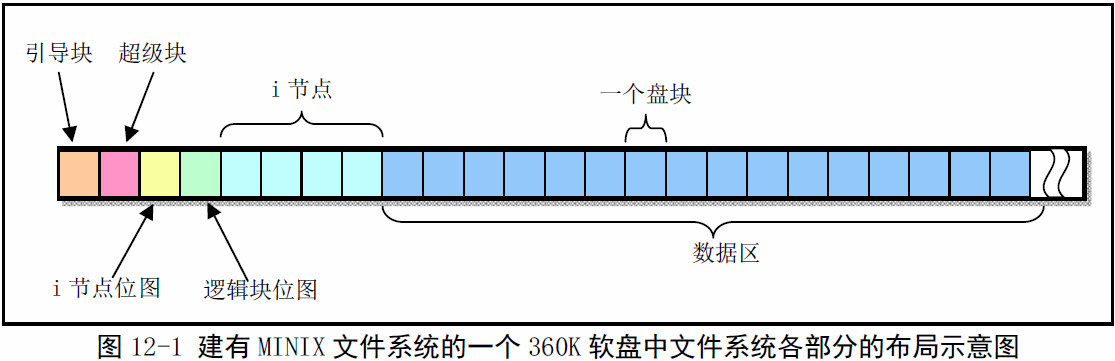 引导块 超级块
i 节点
一个盘块
数据区
i 节点位图
逻辑块位图
图 12-1 建有 MINIX 文件系统的一个 360K 软盘中文件系统各部分的布局示意图